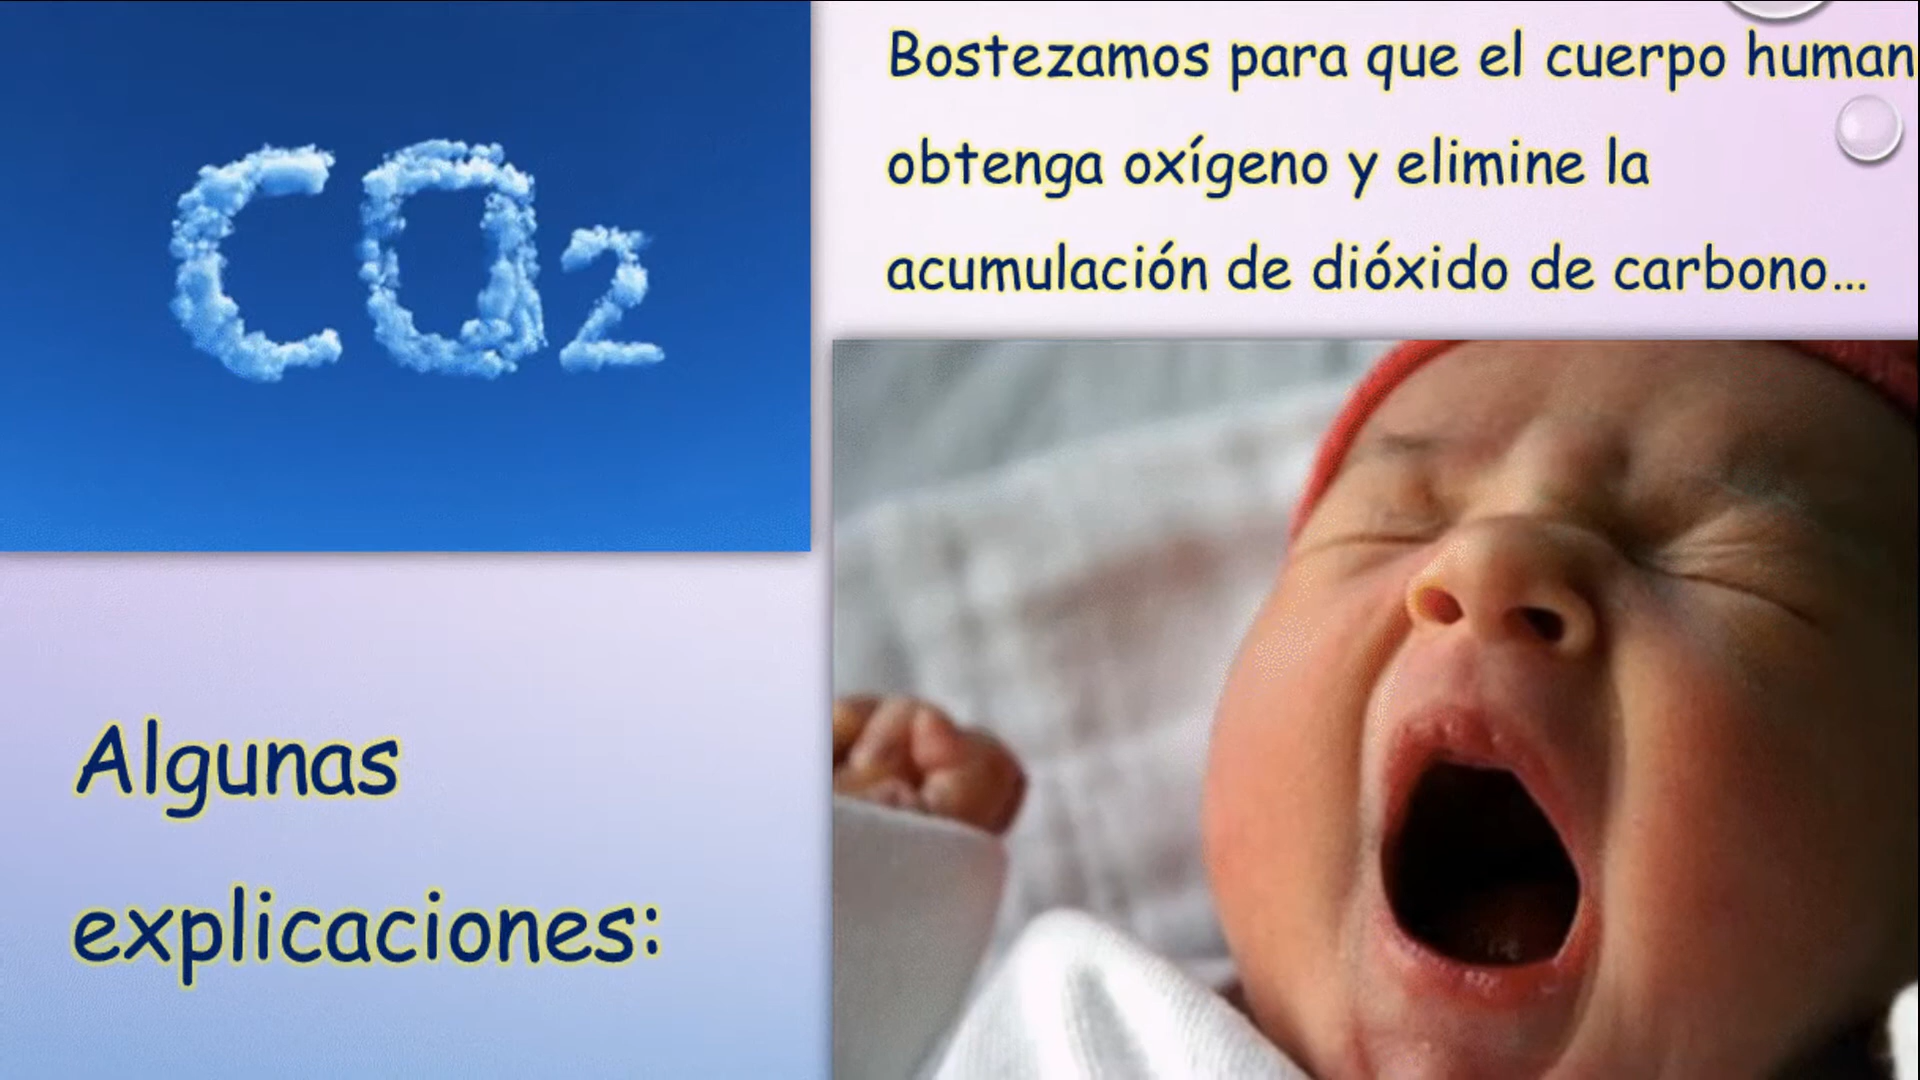 CO2
Bostezamos para que el cuerpo human
obtenga oxígeno y elimine la
acumulación de dióxido de carbono...
Algunas
explicaciones: